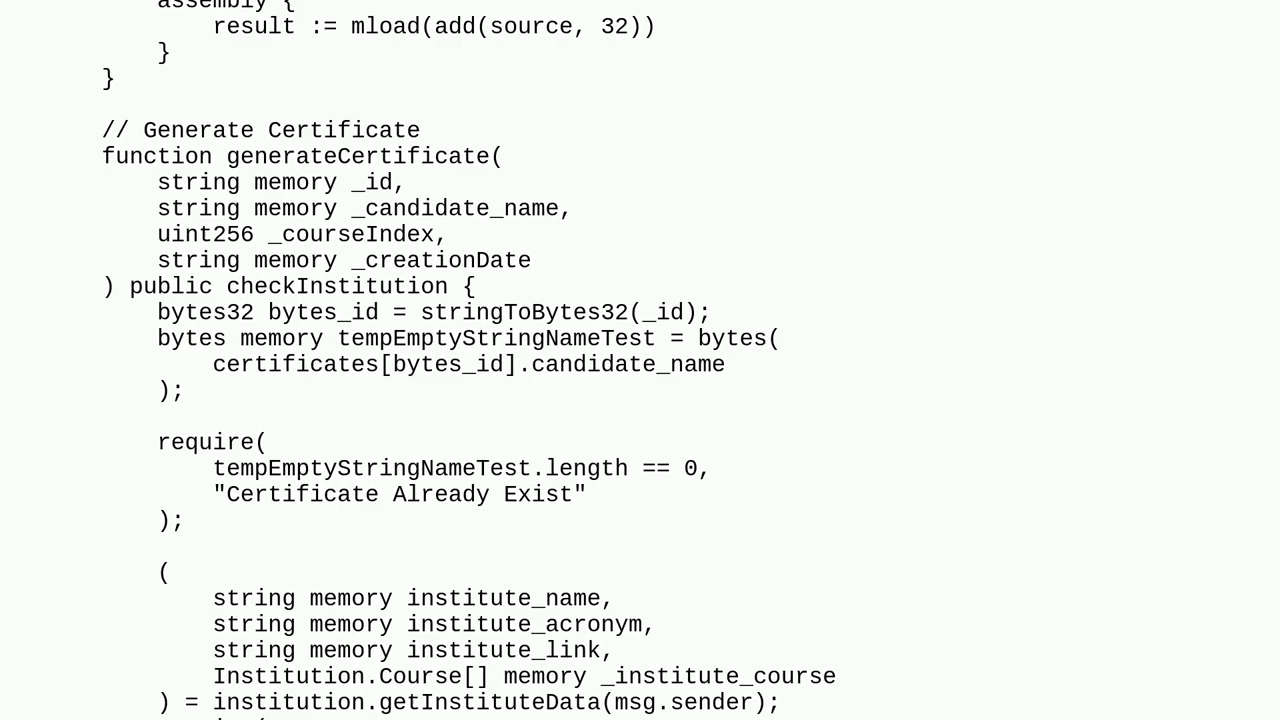 assembly {
result := mload(add(source, 32))
}
}
// Generate Certificate
function generateCertificate(
string memory _id,
string memory _candidate_name,
uint256 _courseIndex,
string memory _creationDate
) public checkInstitution {
bytes32 bytes_id = stringToBytes32(_id);
bytes memory tempEmptyStringNameTest = bytes(
certificates[bytes_id].candidate_name
);
require(
tempEmptyStringNameTest.length == 0,
"Certificate Already Exist"
);
(
string memory institute_name,
string memory institute_acronym,
string memory institute_link,
Institution.Course[] memory _institute_course
) = institution.getInstituteData(msg.sender);